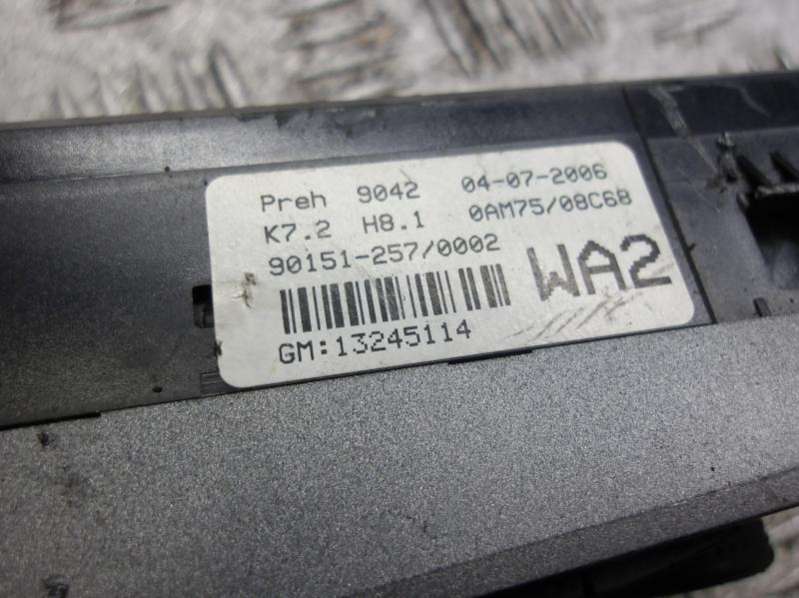 Preh 9042 04-07-2006
K7.2 H8.1 0AM75/08C68
90151-257/0002
WA2
GM:13245114